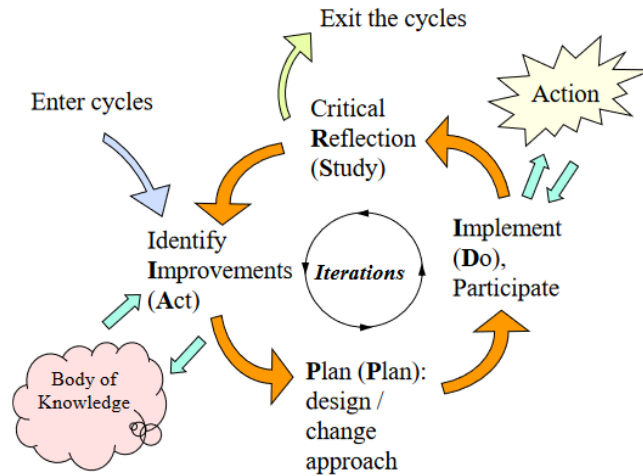 Exit the cycles
Enter cycles
Critical
Reflection
(Study)
Action
Identify
Improvements
(Act)
Iterations
Implement
(Do),
Participate
Body of
Knowledge
Plan (Plan):
design /
change
approach